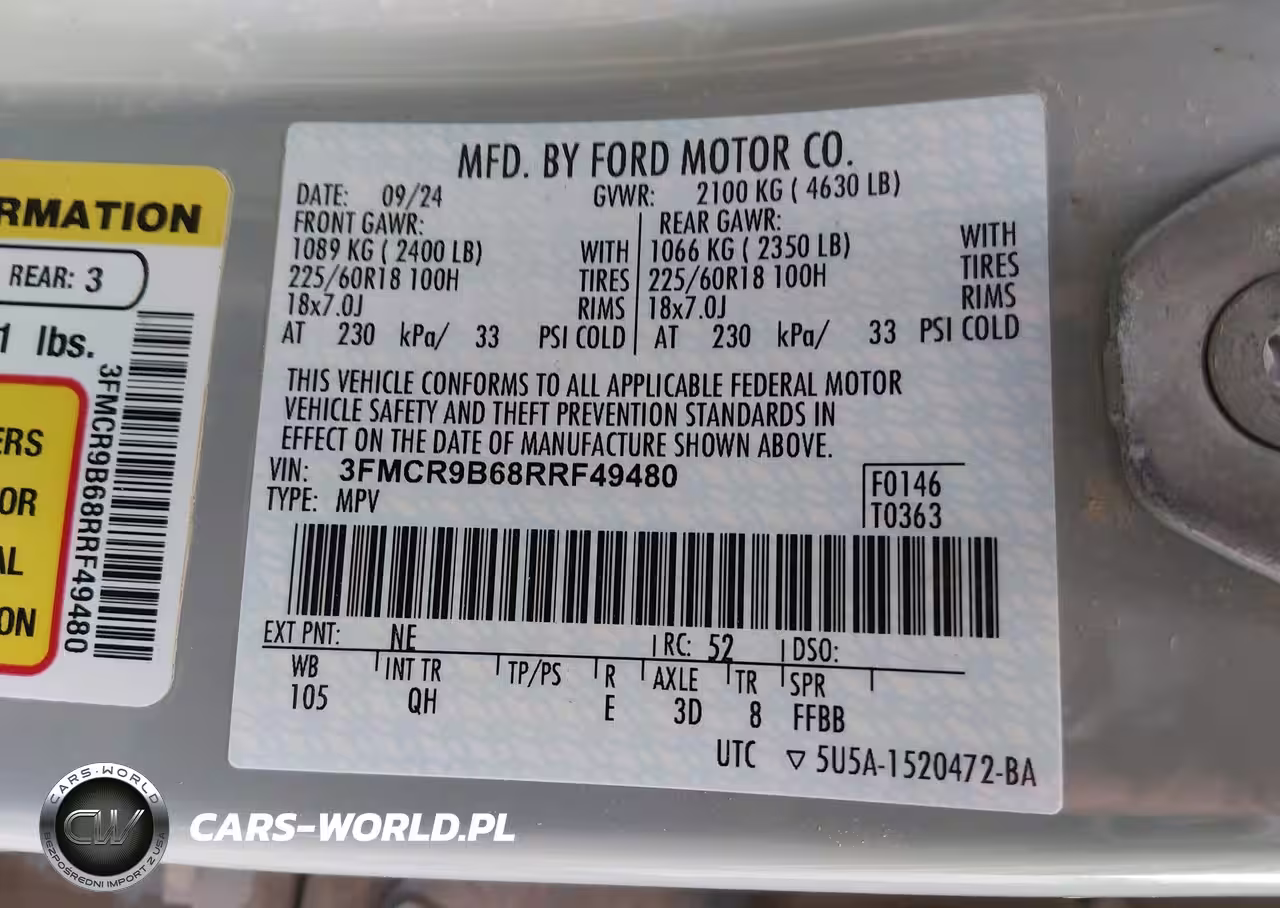 MFD. BY FORD MOTOR CO.
DATE: 09/24 GVWR: 2100 KG ( 4630 LB)
FRONT GAWR: REAR GAWR:
1089 KG ( 2400 LB) WITH 1066 KG ( 2350 LB) WITH
225/60R18 100H TIRES 225/60R18 100H TIRES
18x7.0J RIMS 18x7.0J RIMS
AT 230 kPa/ 33 PSI COLD AT 230 kPa/ 33 PSI COLD
THIS VEHICLE CONFORMS TO ALL APPLICABLE FEDERAL MOTOR
VEHICLE SAFETY AND THEFT PREVENTION STANDARDS IN
EFFECT ON THE DATE OF MANUFACTURE SHOWN ABOVE.
VIN: 3FMCR9B68RRF49480
TYPE: MPV
F0146
T0363
EXT PNT: NE RC: 52 DSO:
WB INT TR TP/PS R AXLE TR SPR
105 QH E 3D 8 FFBB
UTC ▽ 5U5A-1520472-BA
RMATION
REAR: 3
1 lbs.
ERS
OR
AL
ON
3FMCR9B68RRF49480
CARS-WORLD
CW
BEZPOŚREDNI IMPORT Z USA
CARS-WORLD.PL